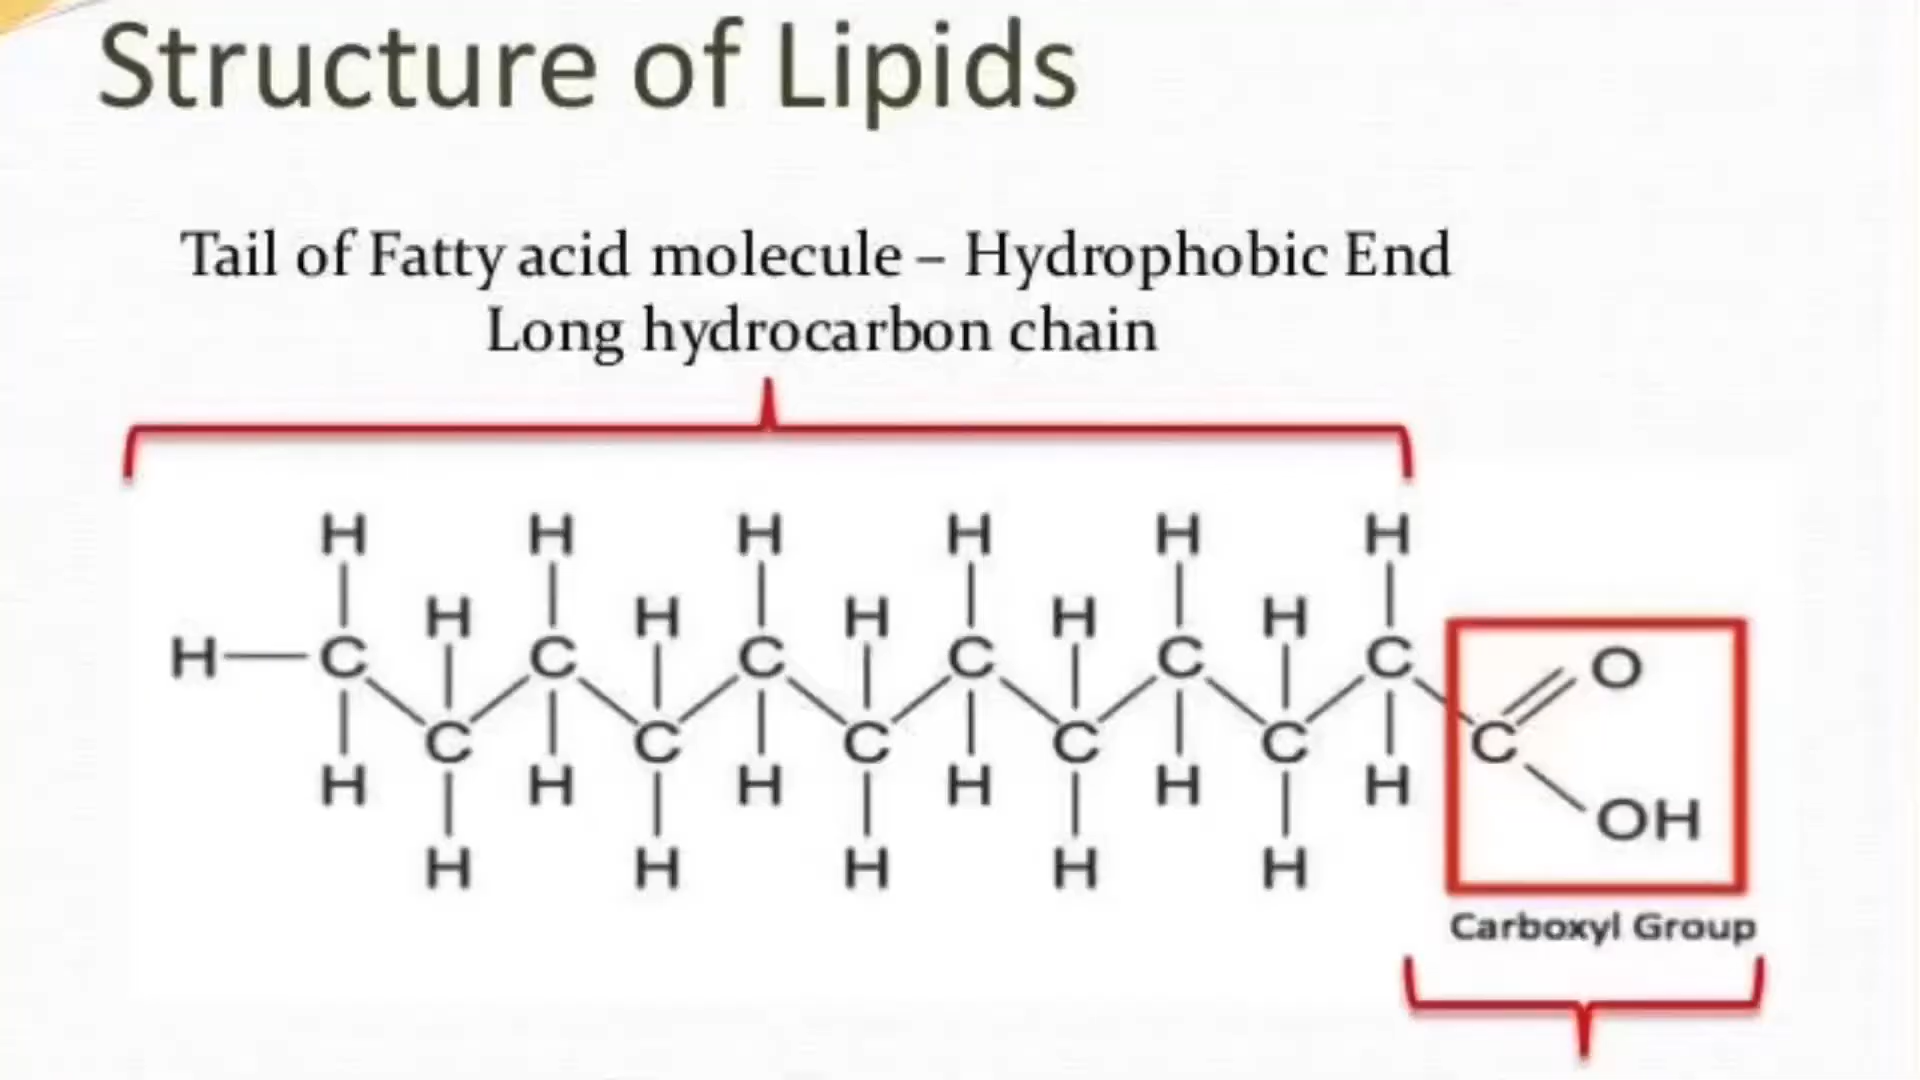 Structure of Lipids
Tail of Fatty acid molecule – Hydrophobic End
Long hydrocarbon chain
H H H H H H
H H H H H
H C C C C C C O
C C C C C C
H H H H H H OH
H H H H H
Carboxyl Group